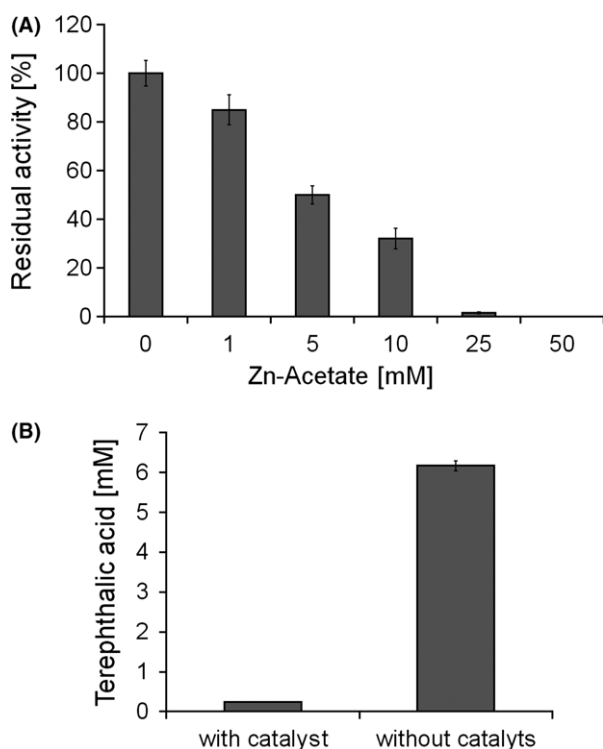 (A)
Residual activity [%]
120
100
80
60
40
20
0
0 1 5 10 25 50
Zn-Acetate [mM]
(B)
Terephthalic acid [mM]
7
6
5
4
3
2
1
0
with catalyst without catalyts